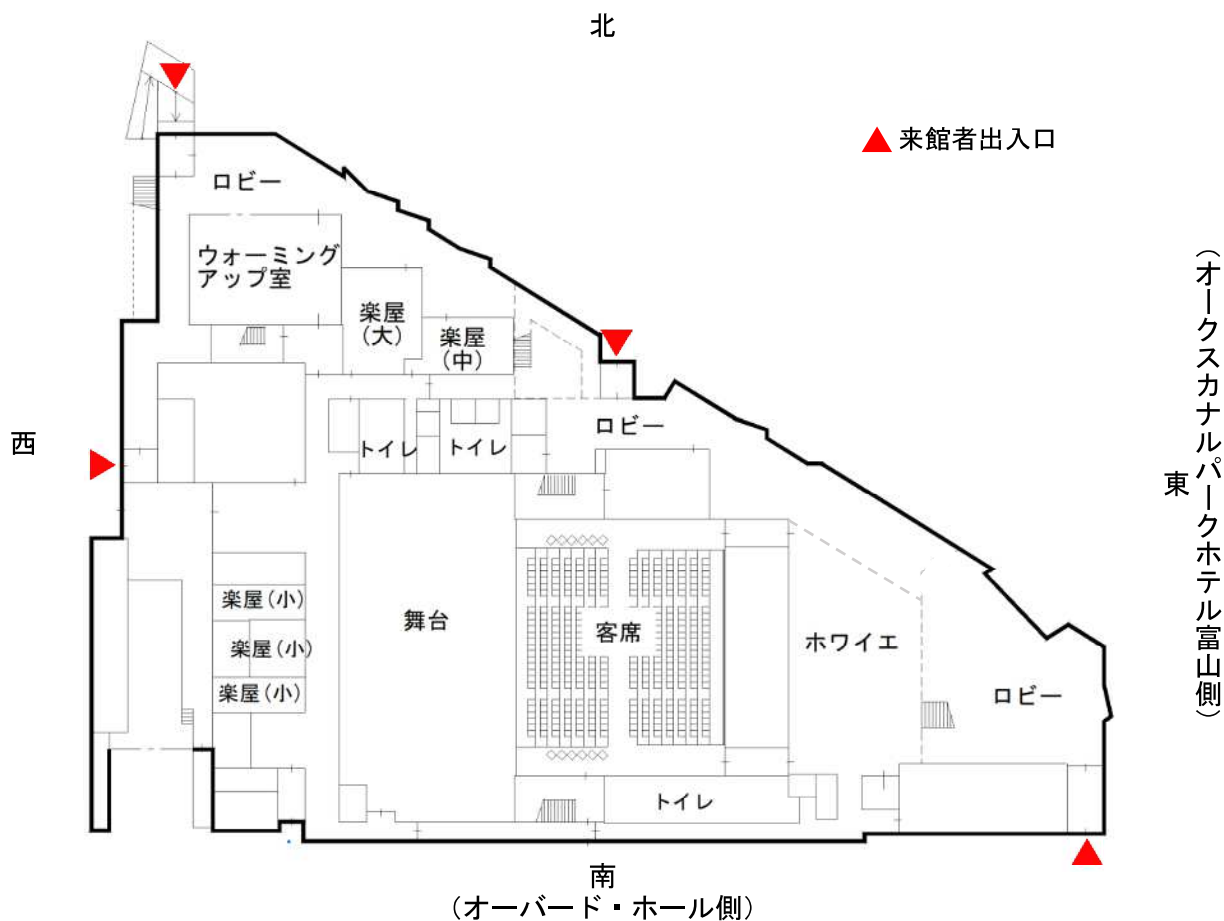 北
▲ 来館者出入口
ロビー
ウォーミング
アップ室
楽屋
(大)
楽屋
(中)
西
トイレ
トイレ
ロビー
東
(オークスカナルパークホテル富山側)
楽屋(小)
楽屋(小)
楽屋(小)
舞台
客席
ホワイエ
ロビー
トイレ
南
(オーバード・ホール側)